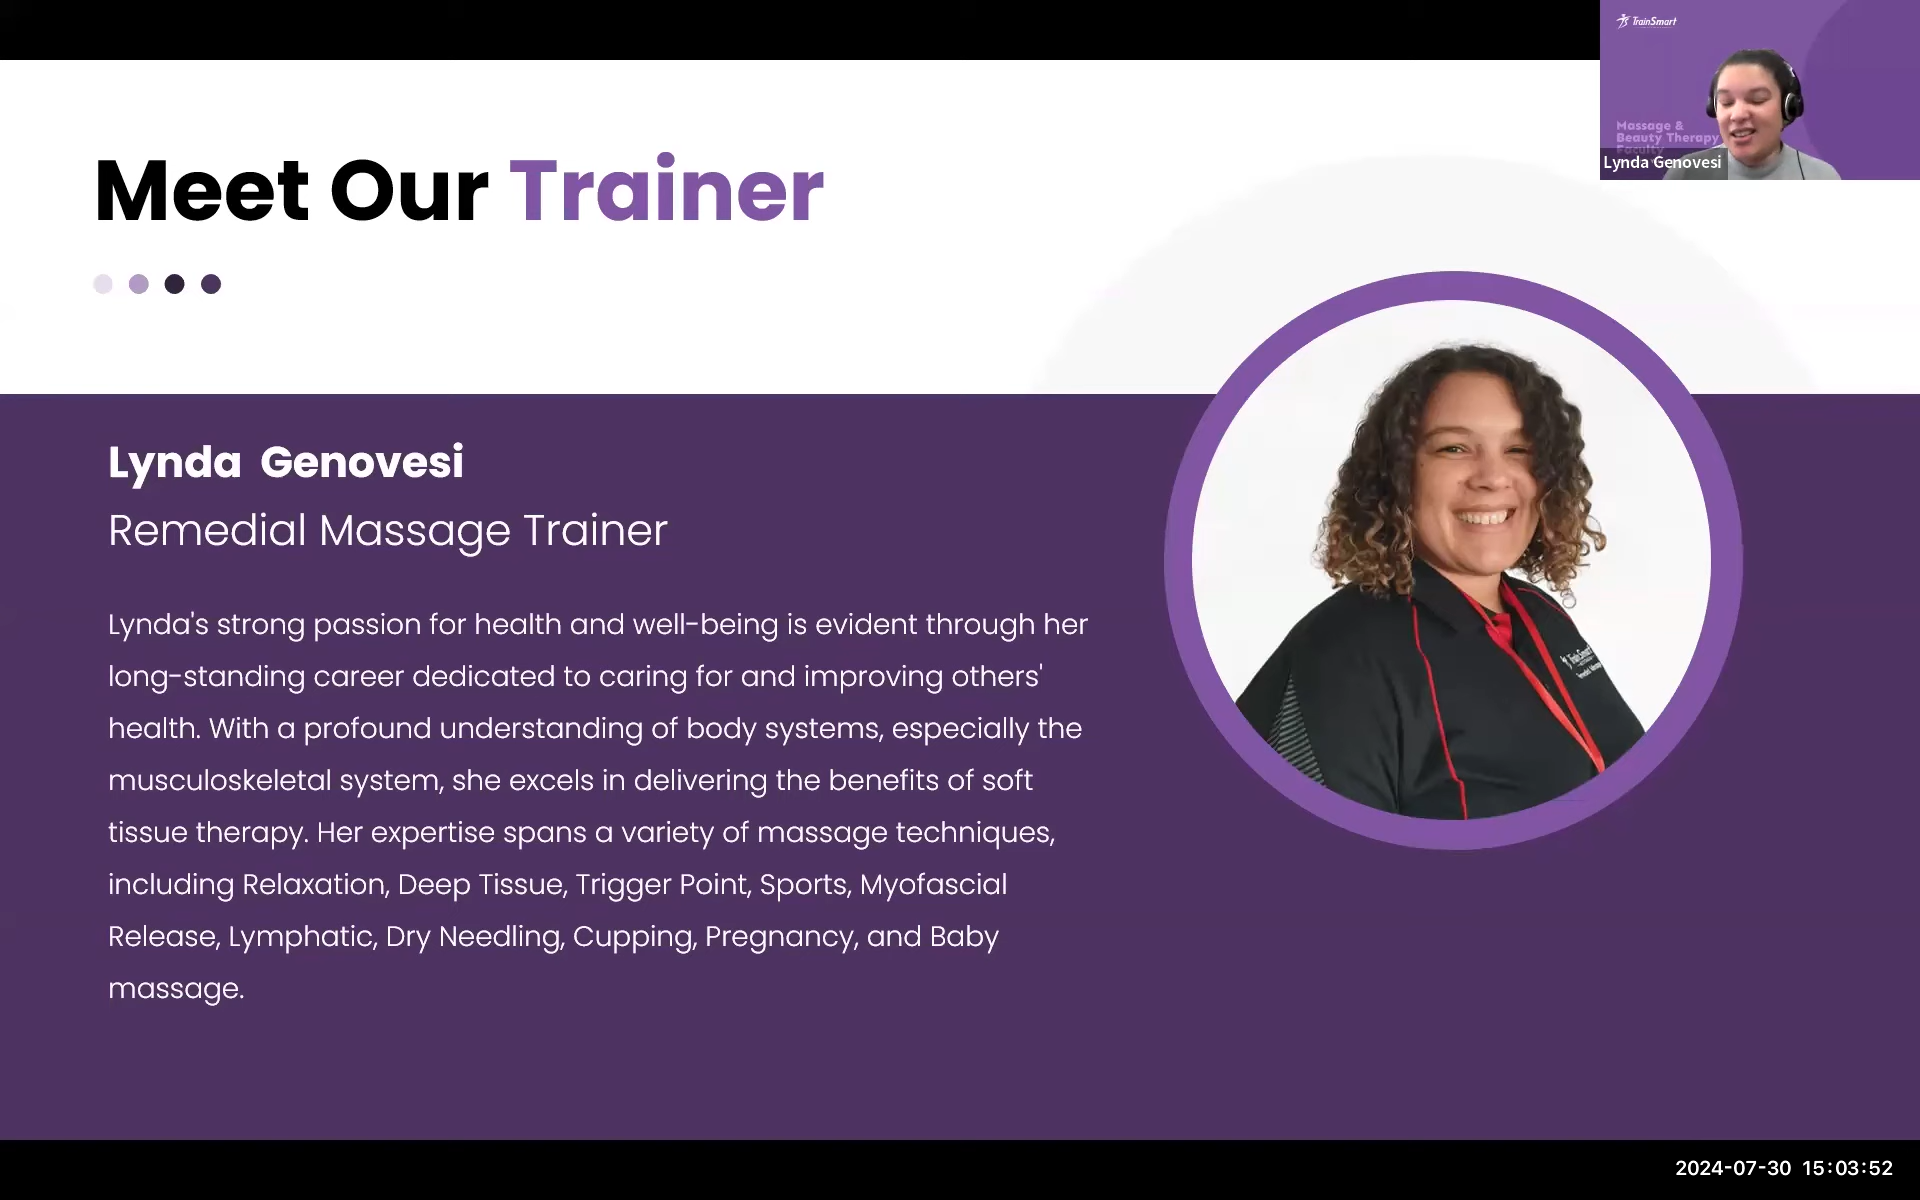 TrainSmart
Massage &
Beauty Therapy
Faculty
Lynda Genovesi
Meet Our Trainer
Lynda Genovesi
Remedial Massage Trainer
Lynda's strong passion for health and well-being is evident through her
long-standing career dedicated to caring for and improving others'
health. With a profound understanding of body systems, especially the
musculoskeletal system, she excels in delivering the benefits of soft
tissue therapy. Her expertise spans a variety of massage techniques,
including Relaxation, Deep Tissue, Trigger Point, Sports, Myofascial
Release, Lymphatic, Dry Needling, Cupping, Pregnancy, and Baby
massage.
TrainSmart
2024-07-30 15:03:52